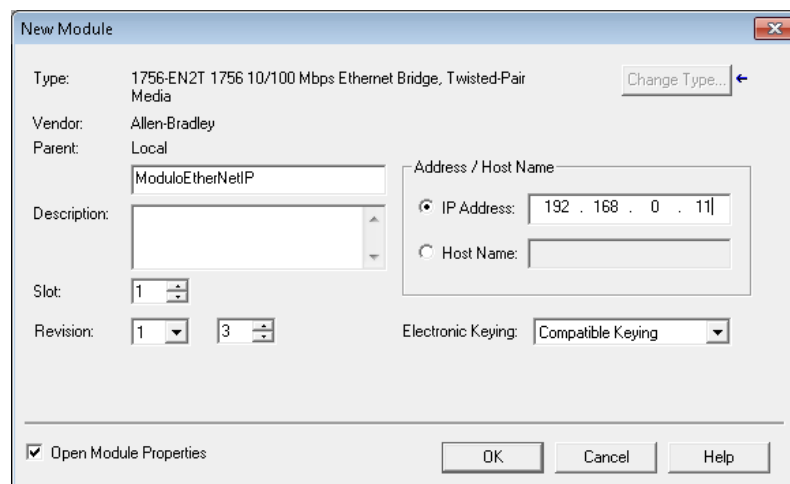 New Module
Type: 1756-EN2T 1756 10/100 Mbps Ethernet Bridge, Twisted-Pair
Media
Change Type...
Vendor: Allen-Bradley
Parent: Local
ModuloEtherNetIP
Address / Host Name
IP Address: 192 . 168 . 0 . 11
Description:
Host Name:
Slot: 1
Revision: 1 3
Electronic Keying: Compatible Keying
Open Module Properties
OK Cancel Help